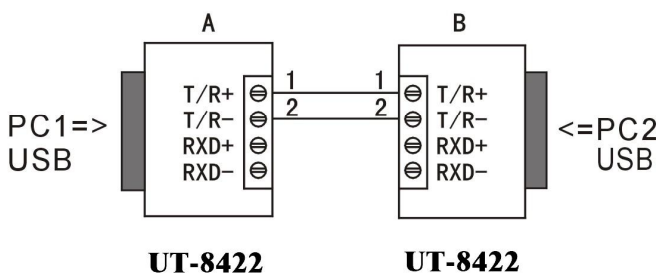 A B
T/R+ 1 1 T/R+
T/R- 2 2 T/R-
PC1=> <=PC2
RXD+ RXD+
USB USB
RXD- RXD-
UT-8422 UT-8422